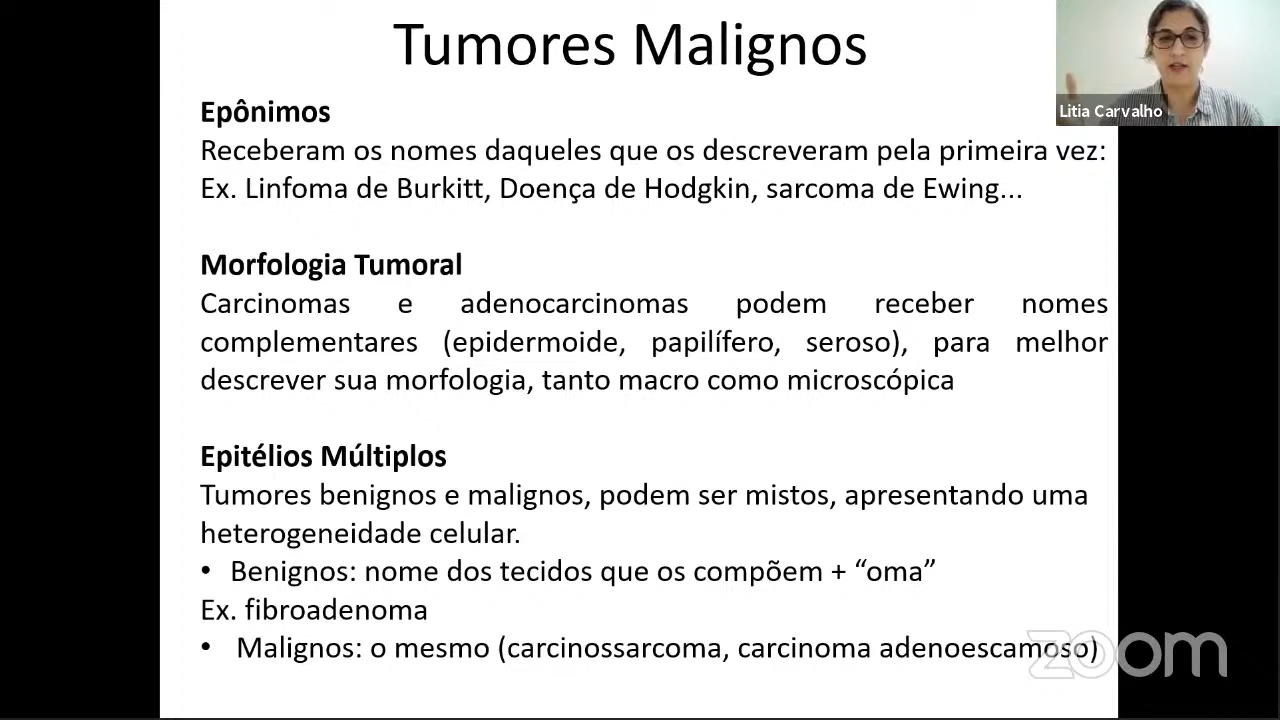 Tumores Malignos
Litia Carvalho
Epônimos
Receberam os nomes daqueles que os descreveram pela primeira vez:
Ex. Linfoma de Burkitt, Doença de Hodgkin, sarcoma de Ewing...
Morfologia Tumoral
Carcinomas e adenocarcinomas podem receber nomes
complementares (epidermoide, papilífero, seroso), para melhor
descrever sua morfologia, tanto macro como microscópica
Epitélios Múltiplos
Tumores benignos e malignos, podem ser mistos, apresentando uma
heterogeneidade celular.
• Benignos: nome dos tecidos que os compõem + “oma”
Ex. fibroadenoma
• Malignos: o mesmo (carcinossarcoma, carcinoma adenoescamoso)
zoom